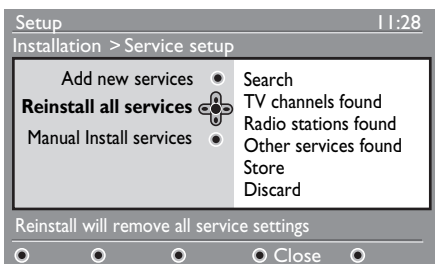 Setup 11:28
Installation > Service setup
Add new services
Reinstall all services
Manual Install services
Search
TV channels found
Radio stations found
Other services found
Store
Discard
Reinstall will remove all service settings
Close